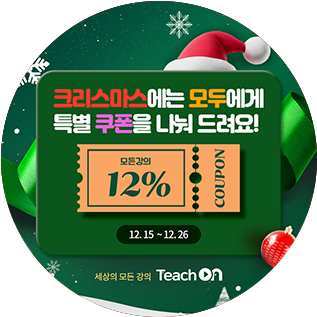 크리스마스에는 모두에게
특별 쿠폰을 나눠 드려요!
모든강의
12%
COUPON
12.15 ~ 12.26
세상의 모든 강의 Teach On